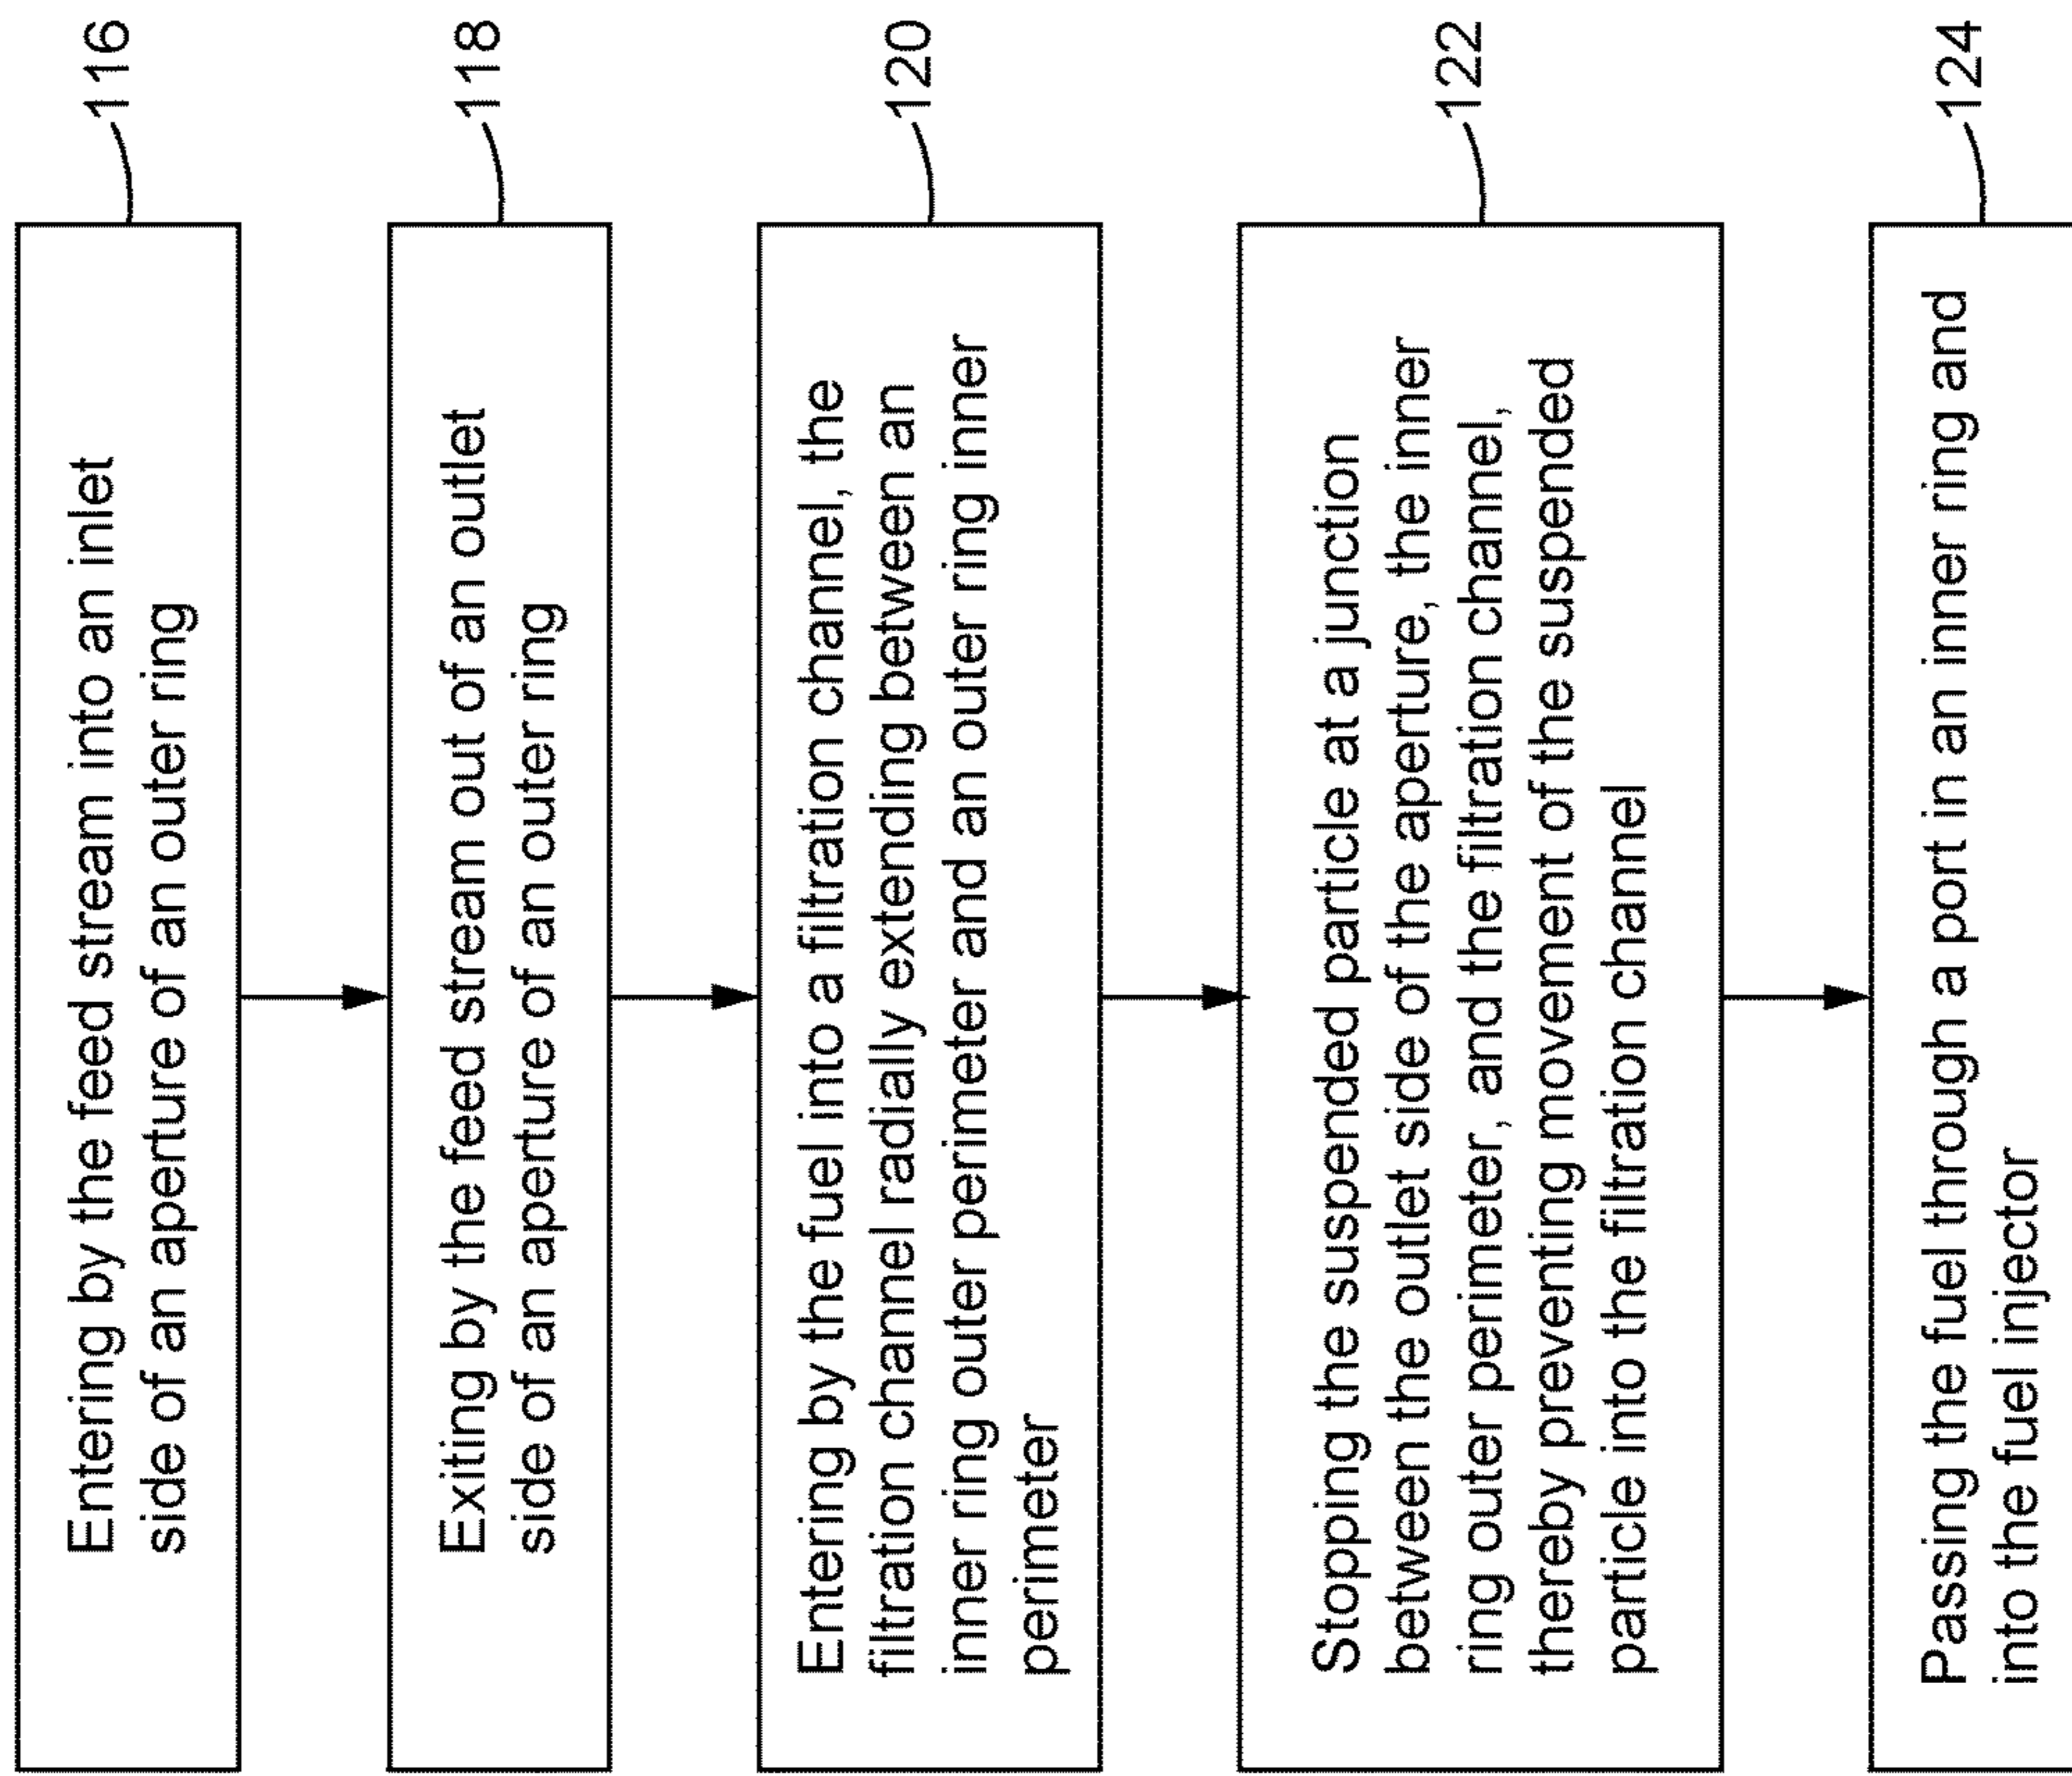 Entering by the feed stream into an inlet
side of an aperture of an outer ring
116
Exiting by the feed stream out of an outlet
side of an aperture of an outer ring
118
Entering by the fuel into a filtration channel, the
filtration channel radially extending between an
inner ring outer perimeter and an outer ring inner
perimeter
120
Stopping the suspended particle at a junction
between the outlet side of the aperture, the inner
ring outer perimeter, and the filtration channel,
thereby preventing movement of the suspended
particle into the filtration channel
122
Passing the fuel through a port in an inner ring and
into the fuel injector
124